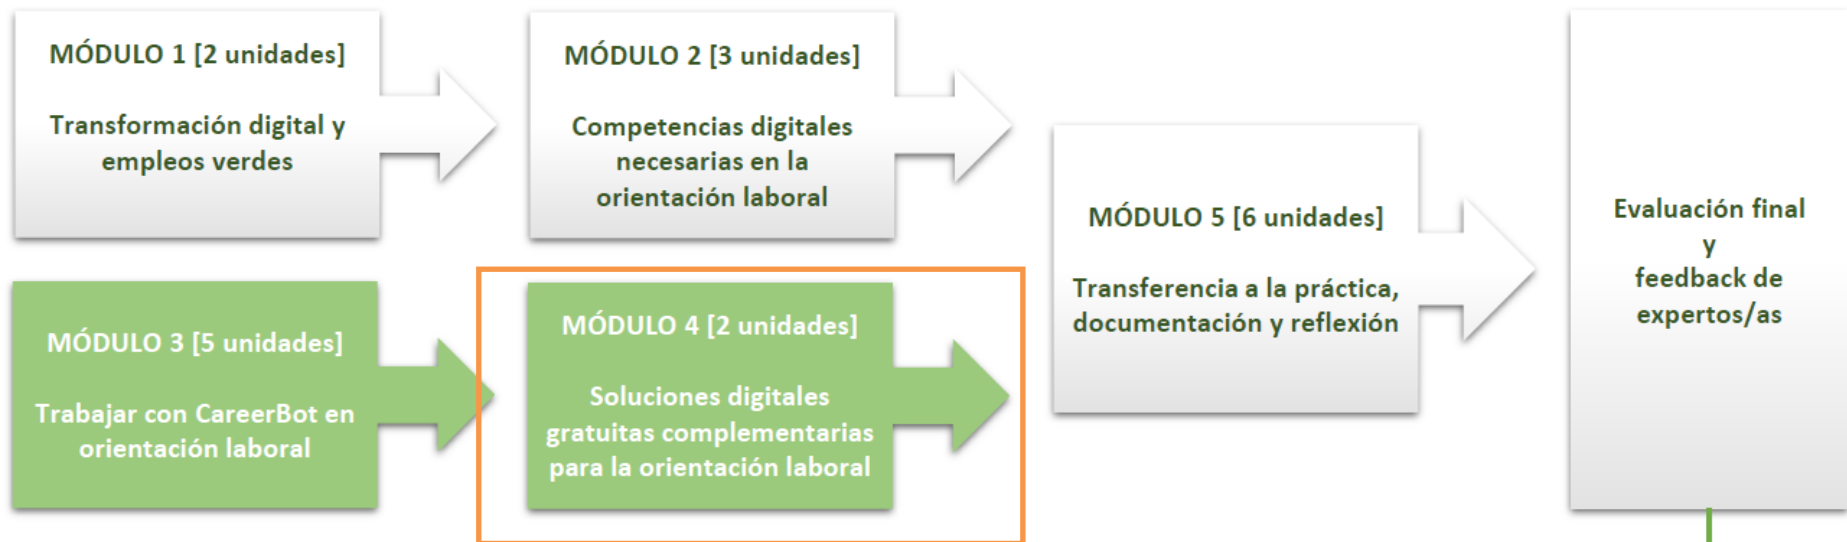 MÓDULO 1 [2 unidades]
Transformación digital y
empleos verdes
MÓDULO 2 [3 unidades]
Competencias digitales
necesarias en la
orientación laboral
MÓDULO 3 [5 unidades]
Trabajar con CareerBot en
orientación laboral
MÓDULO 4 [2 unidades]
Soluciones digitales
gratuitas complementarias
para la orientación laboral
MÓDULO 5 [6 unidades]
Transferencia a la práctica,
documentación y reflexión
Evaluación final
y
feedback de
expertos/as